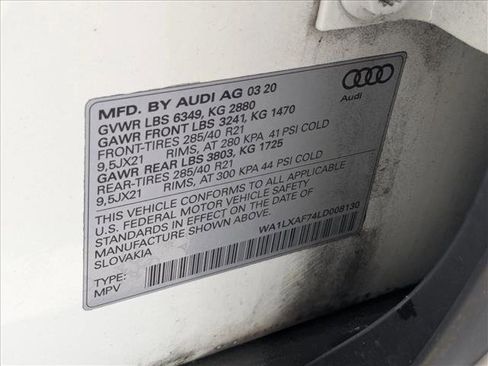 MFD. BY AUDI AG 03 20
GVWR LBS 6349, KG 2880
GAWR FRONT LBS 3241, KG 1470
FRONT-TIRES 285/40 R21
9,5JX21 RIMS, AT 280 KPA 41 PSI COLD
GAWR REAR LBS 3803, KG 1725
REAR-TIRES 285/40 R21
9,5JX21 RIMS, AT 300 KPA 44 PSI COLD
THIS VEHICLE CONFORMS TO ALL APPLICABLE
U.S. FEDERAL MOTOR VEHICLE SAFETY
STANDARDS IN EFFECT ON THE DATE OF
MANUFACTURE SHOWN ABOVE.
SLOVAKIA
WA1LXAF74LD008130
TYPE:
MPV
Audi